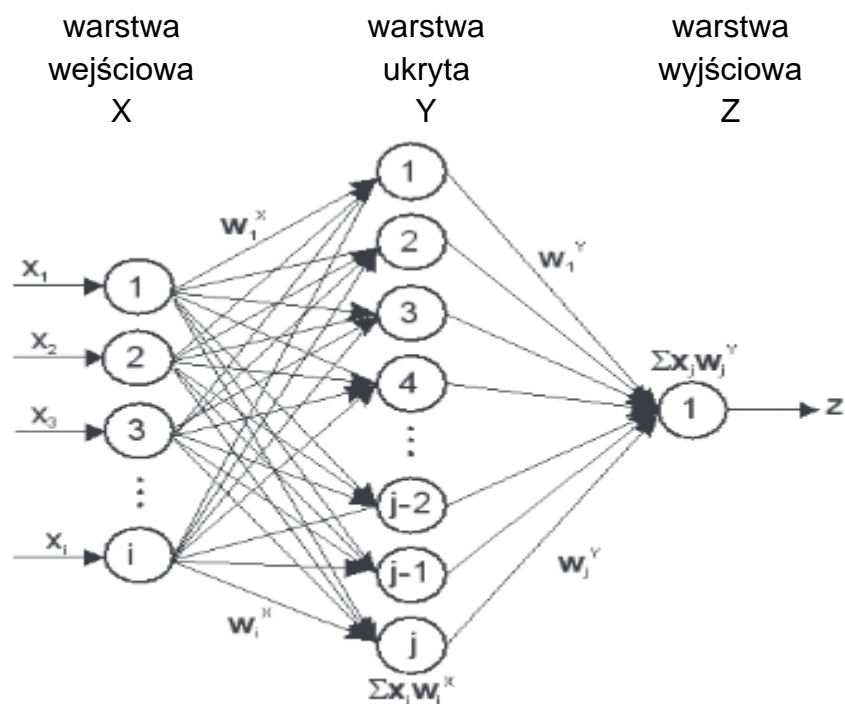 warstwa warstwa warstwa
wejściowa ukryta wyjściowa
X Y Z
1
w₁ˣ
2
w₁ʸ
x₁
1
3
x₂
2
4
Σxⱼwⱼʸ
1
z
x₃
3
⋮
⋮
j-2
xᵢ
i
j-1
wⱼʸ
wᵢˣ
j
Σxᵢwᵢˣ